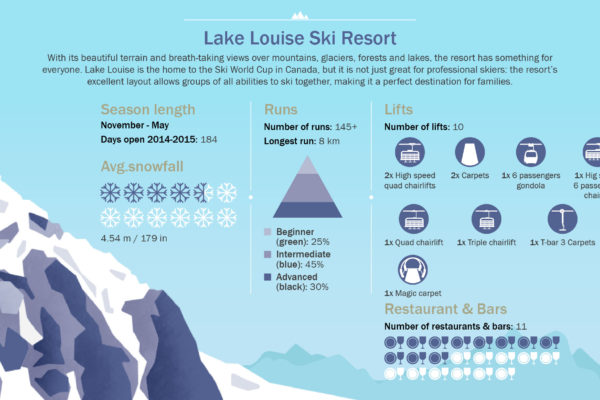 Lake Louise Ski Resort
With its beautiful terrain and breath-taking views over mountains, glaciers, forests and lakes, the resort has something for
everyone. Lake Louise is the home to the Ski World Cup in Canada, but it is not just great for professional skiers: the resort's
excellent layout allows groups of all abilities to ski together, making it a perfect destination for families.
Season length
November - May
Days open 2014-2015: 184
Avg.snowfall
4.54 m / 179 in
Runs
Number of runs: 145+
Longest run: 8 km
Beginner
(green): 25%
Intermediate
(blue): 45%
Advanced
(black): 30%
Lifts
Number of lifts: 10
2x High speed
quad chairlifts
2x Carpets
1x 6 passengers
gondola
1x Hig s
6 passe
chai
1x Quad chairlift
1x Triple chairlift
1x T-bar 3 Carpets
1x Magic carpet
Restaurant & Bars
Number of restaurants & bars: 11